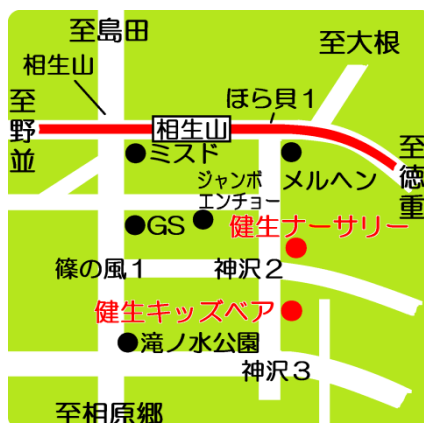 至島田
至大根
相生山
至野並
ほら貝1
相生山
至徳重
ミスド
ジャンボ
エンチョー
メルヘン
GS
健生ナーサリー
篠の風1
神沢2
健生キッズベア
滝ノ水公園
神沢3
至相原郷